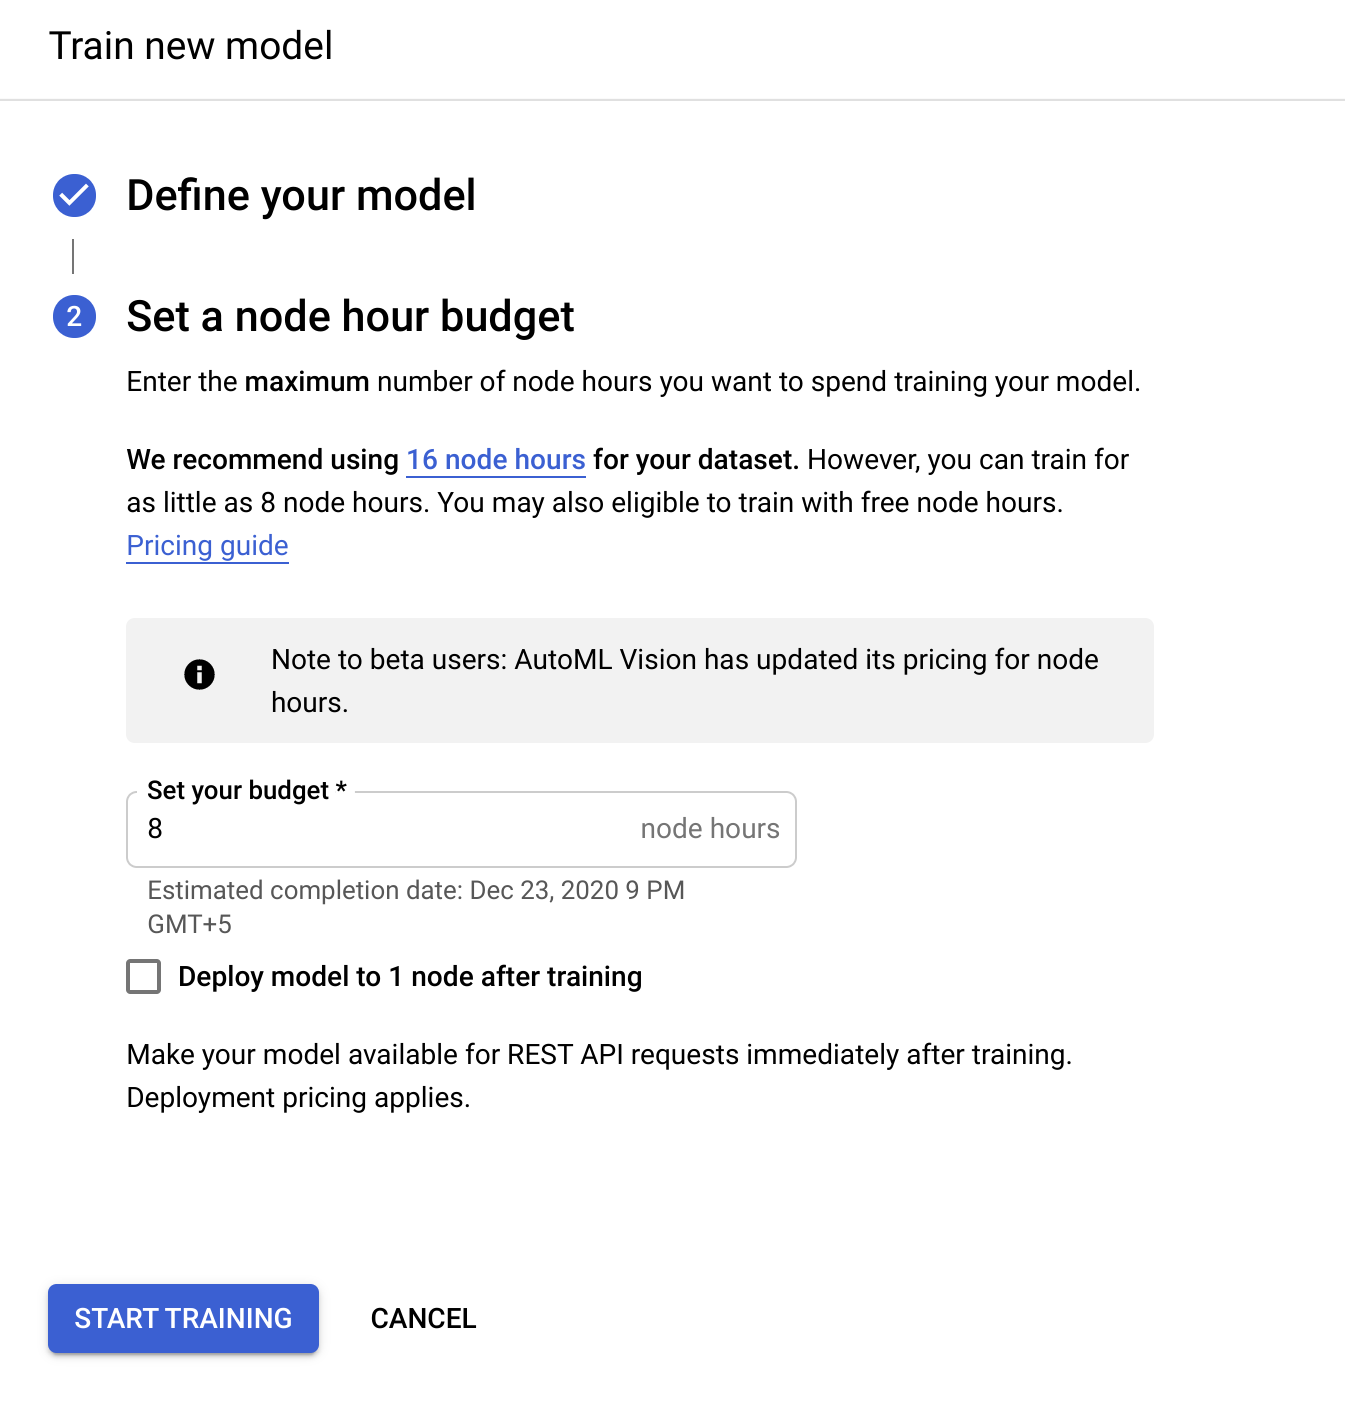 Train new model
Define your model
2
Set a node hour budget
Enter the maximum number of node hours you want to spend training your model.
We recommend using 16 node hours for your dataset. However, you can train for
as little as 8 node hours. You may also eligible to train with free node hours.
Pricing guide
Note to beta users: AutoML Vision has updated its pricing for node
hours.
Set your budget *
8 node hours
Estimated completion date: Dec 23, 2020 9 PM
GMT+5
Deploy model to 1 node after training
Make your model available for REST API requests immediately after training.
Deployment pricing applies.
START TRAINING CANCEL